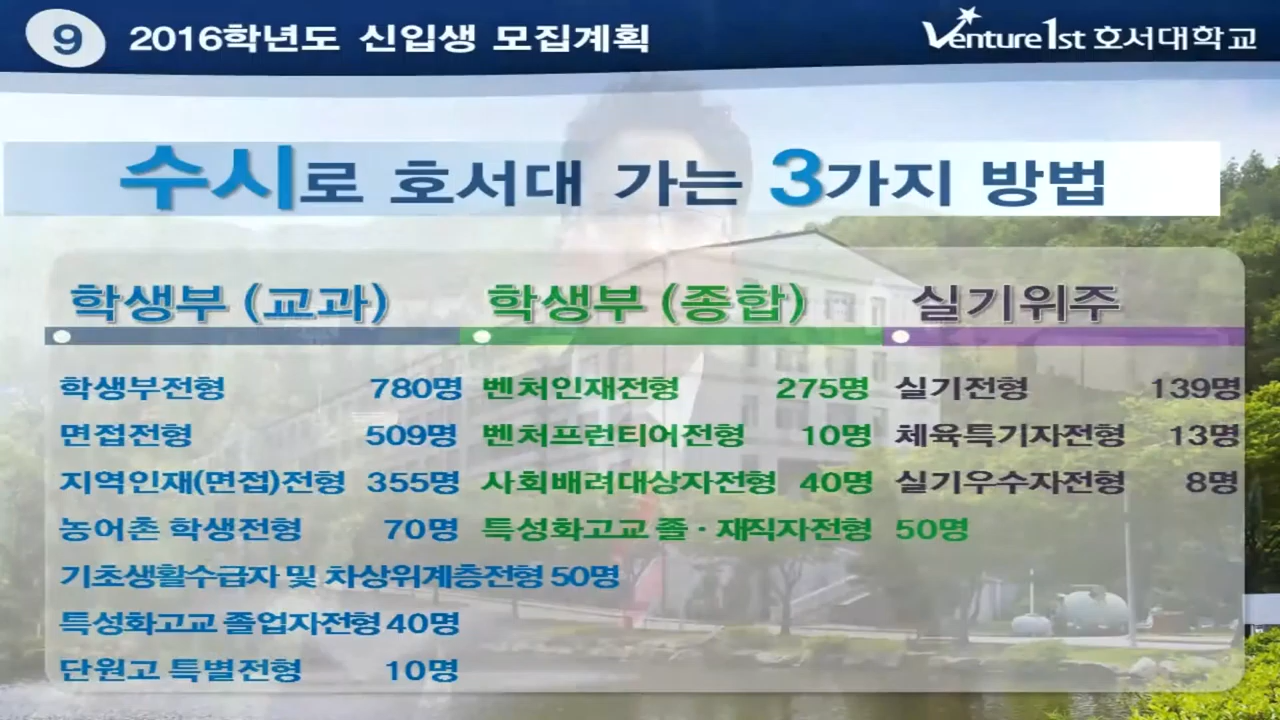 9 2016학년도 신입생 모집계획
Venture 1st 호서대학교
수시로 호서대 가는 3가지 방법
학생부 (교과)
학생부전형 780명
면접전형 509명
지역인재(면접)전형 355명
농어촌 학생전형 70명
기초생활수급자 및 차상위계층전형 50명
특성화고교 졸업자전형 40명
단원고 특별전형 10명
학생부 (종합)
벤처인재전형 275명
벤처프런티어전형 10명
사회배려대상자전형 40명
특성화고교 졸 · 재직자전형 50명
실기위주
실기전형 139명
체육특기자전형 13명
실기우수자전형 8명